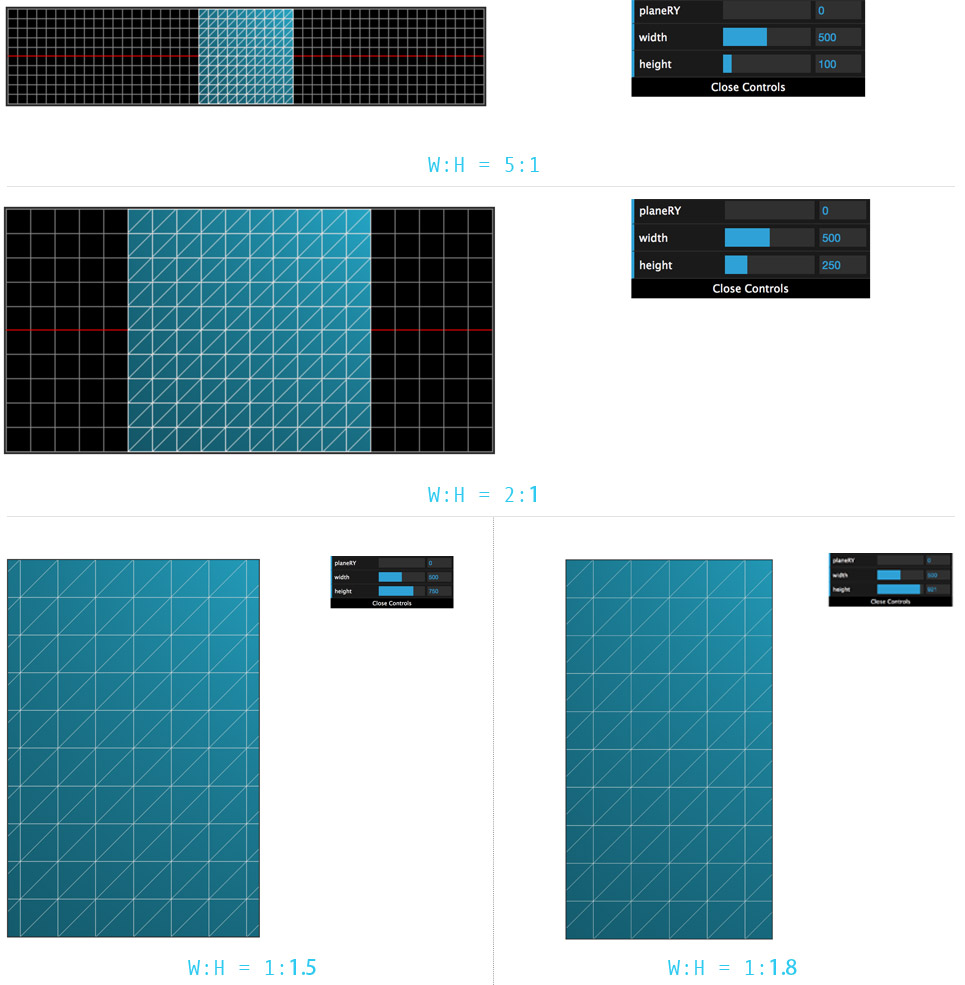 planeRY 0
width 500
height 100
Close Controls
W:H = 5:1
planeRY 0
width 500
height 250
Close Controls
W:H = 2:1
planeRY 0
width 500
height 750
Close Controls
W:H = 1:1.5
planeRY 0
width 500
height 921
Close Controls
W:H = 1:1.8